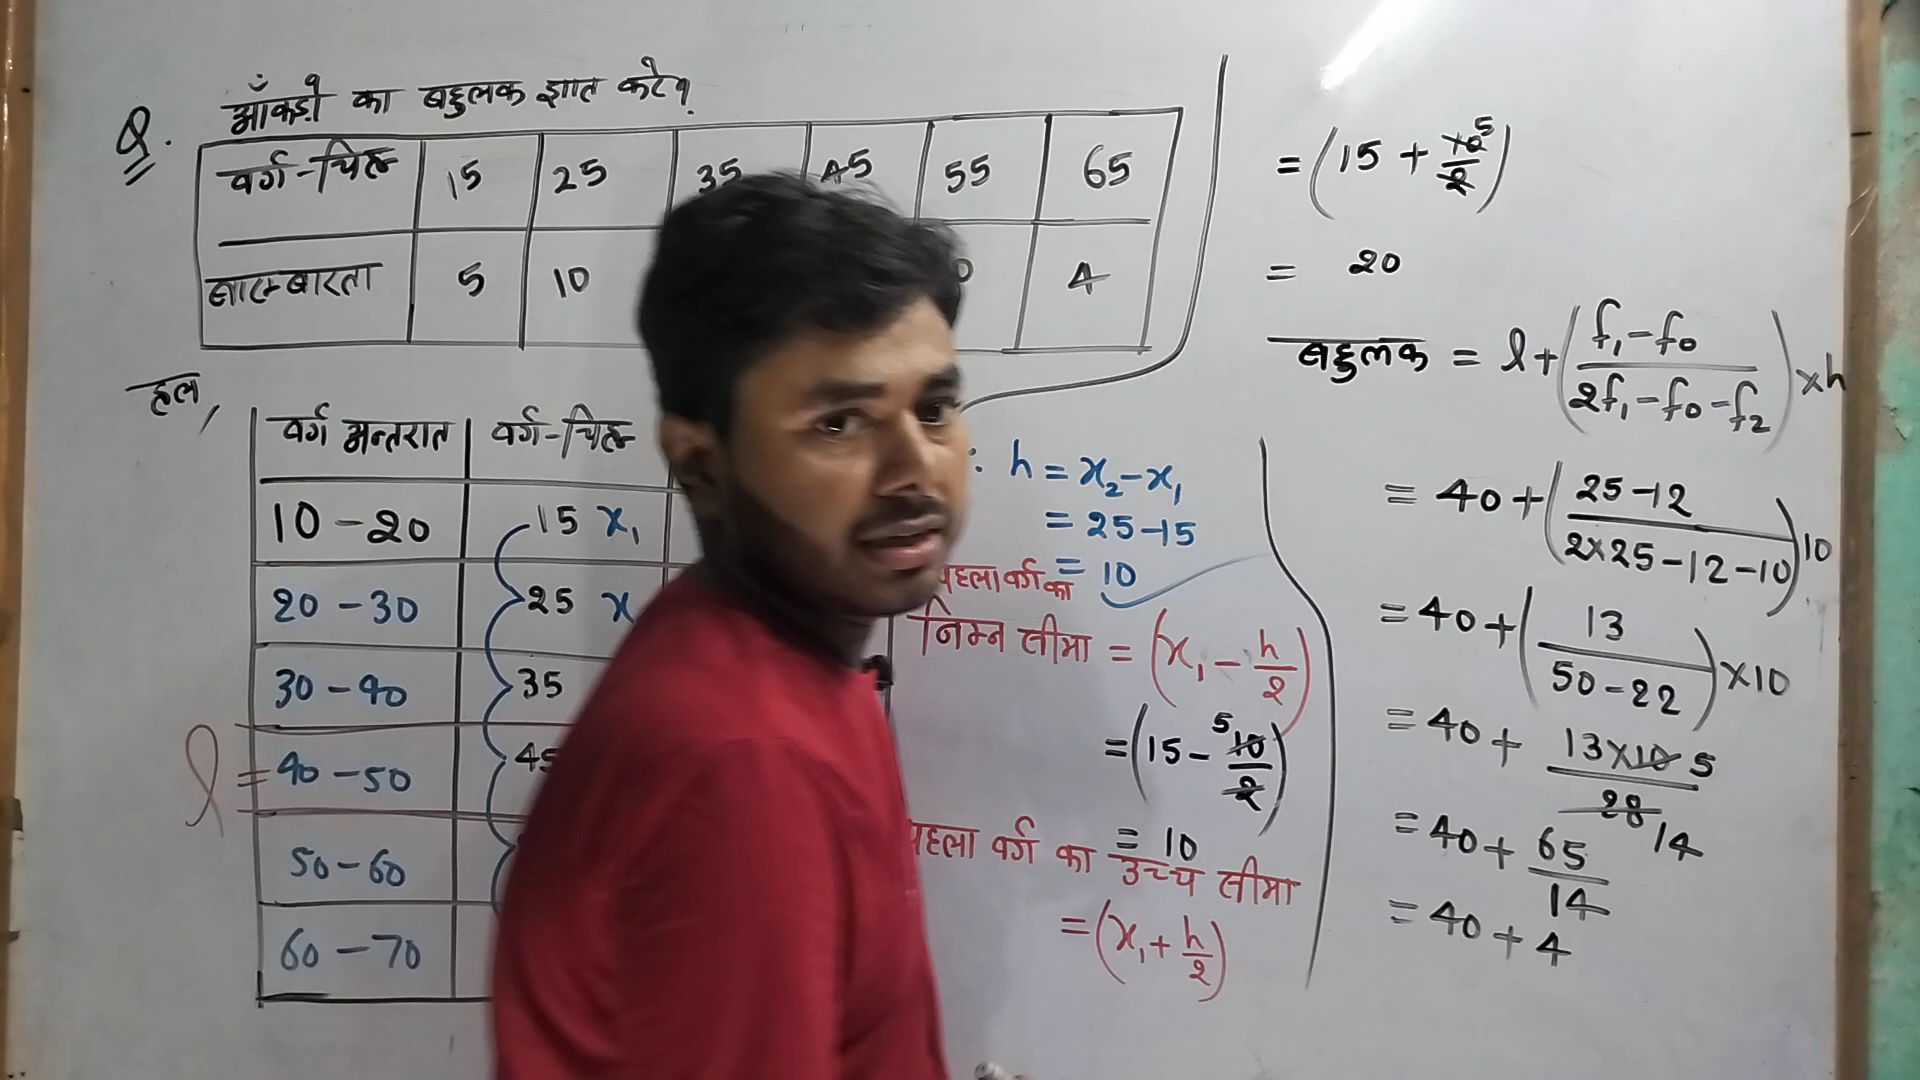 Q. आँकड़ो का बहुलक ज्ञात करे?
वर्ग-चिह्न 15 25 35 45 55 65
बारम्बारता 5 10 4
हल,
वर्ग अन्तरात वर्ग-चिह्न
10-20 15 x₁
20-30 25 x
30-40 35
l = 40-50 45
50-60
60-70
: h = x₂-x₁
= 25-15
= 10
पहला वर्ग का
निम्न सीमा = (x₁ - h/2)
= (15 - 10/2) 5
= 10
पहला वर्ग का उच्च सीमा
= (x₁ + h/2)
= (15 + 10/2) 5
= 20
बहुलक = l + (f₁-f₀ / 2f₁-f₀-f₂) × h
= 40 + (25-12 / 2×25-12-10) 10
= 40 + (13 / 50-22) × 10
= 40 + 13×10 5 / 28 14
= 40 + 65/14
= 40 + 4